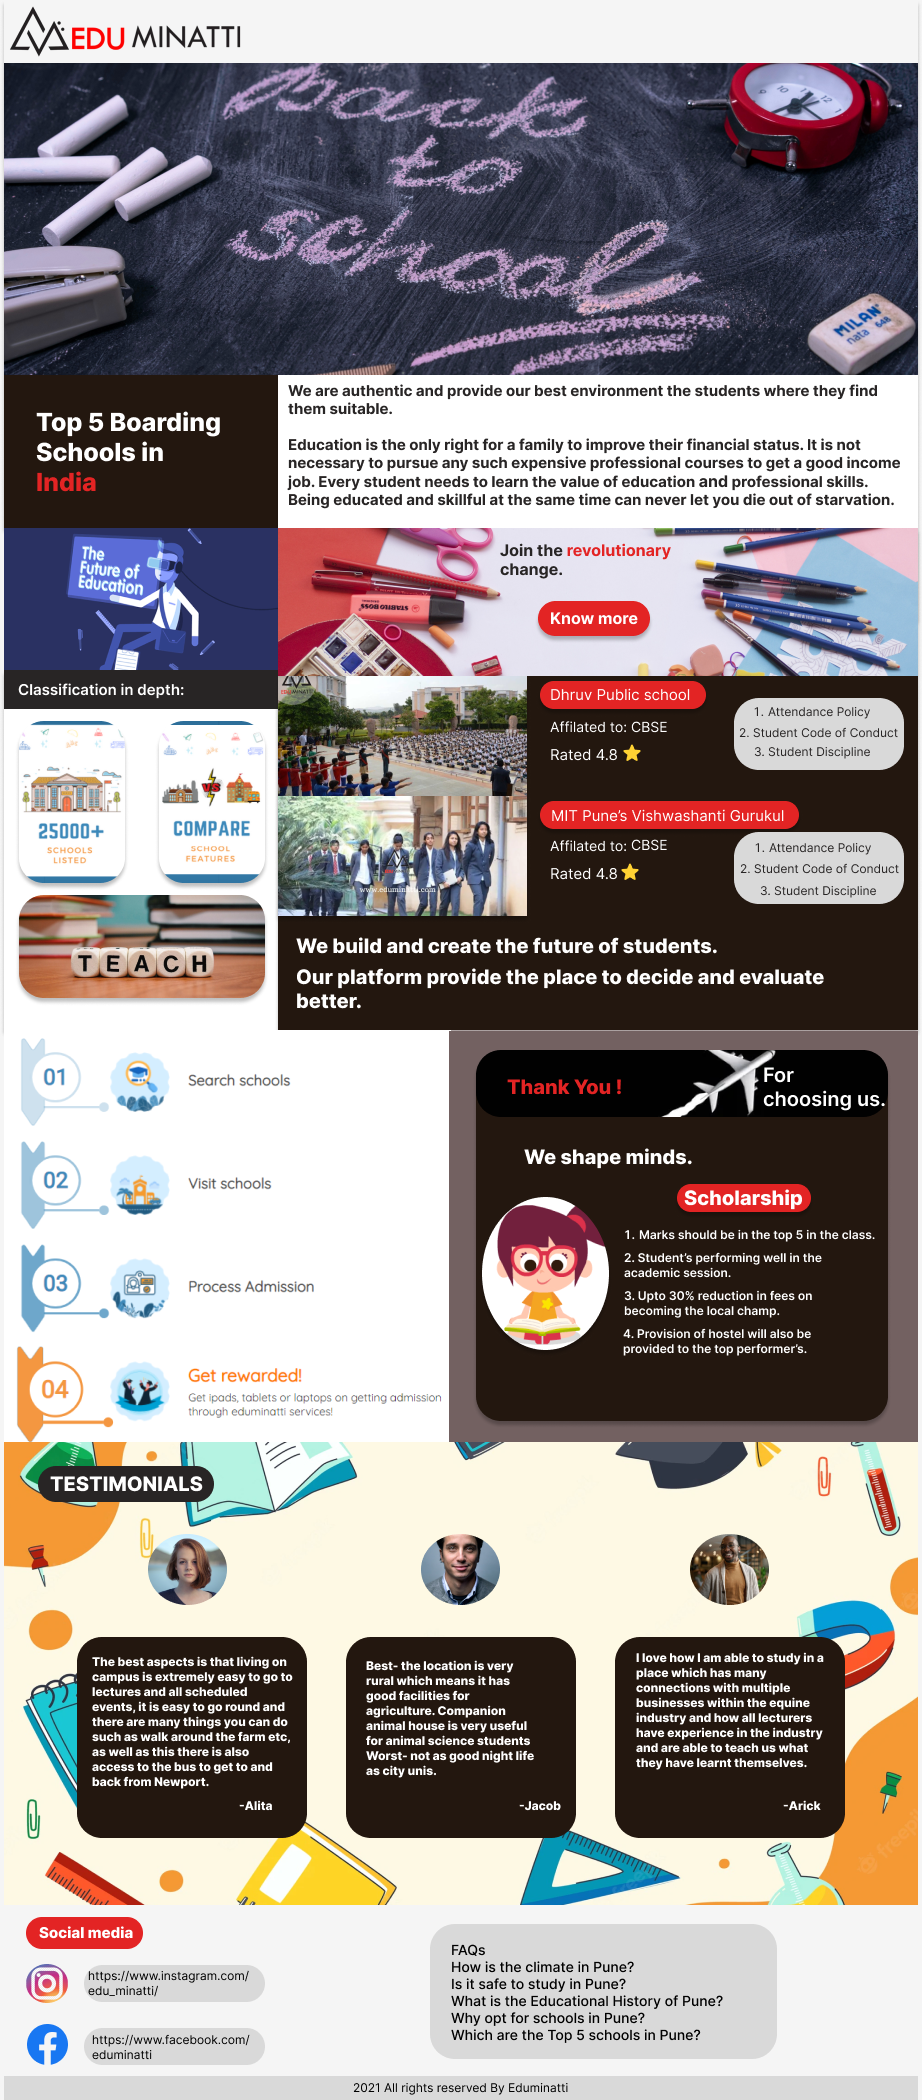 EDU MINATTI
Back
to
school
MILAN
nata 648
Top 5 Boarding
Schools in
India
We are authentic and provide our best environment the students where they find
them suitable.
Education is the only right for a family to improve their financial status. It is not
necessary to pursue any such expensive professional courses to get a good income
job. Every student needs to learn the value of education and professional skills.
Being educated and skillful at the same time can never let you die out of starvation.
The
Future of
Education
Join the revolutionary
change.
STABILO BOSS
Know more
Classification in depth:
25000+
SCHOOLS
LISTED
VS
COMPARE
SCHOOL
FEATURES
TEACH
Dhruv Public school
Affilated to: CBSE
Rated 4.8
1. Attendance Policy
2. Student Code of Conduct
3. Student Discipline
MIT Pune's Vishwashanti Gurukul
Affilated to: CBSE
Rated 4.8
1. Attendance Policy
2. Student Code of Conduct
3. Student Discipline
www.eduminatti.com
We build and create the future of students.
Our platform provide the place to decide and evaluate
better.
01
Search schools
02
Visit schools
03
Process Admission
04
Get rewarded!
Get ipads, tablets or laptops on getting admission
through eduminatti services!
Thank You !
For
choosing us.
We shape minds.
Scholarship
1. Marks should be in the top 5 in the class.
2. Student's performing well in the
academic session.
3. Upto 30% reduction in fees on
becoming the local champ.
4. Provision of hostel will also be
provided to the top performer's.
TESTIMONIALS
The best aspects is that living on
campus is extremely easy to go to
lectures and all scheduled
events, it is easy to go round and
there are many things you can do
such as walk around the farm etc,
as well as this there is also
access to the bus to get to and
back from Newport.
-Alita
Best- the location is very
rural which means it has
good facilities for
agriculture. Companion
animal house is very useful
for animal science students
Worst- not as good night life
as city unis.
-Jacob
I love how I am able to study in a
place which has many
connections with multiple
businesses within the equine
industry and how all lecturers
have experience in the industry
and are able to teach us what
they have learnt themselves.
-Arick
Social media
https://www.instagram.com/
edu_minatti/
https://www.facebook.com/
eduminatti
FAQs
How is the climate in Pune?
Is it safe to study in Pune?
What is the Educational History of Pune?
Why opt for schools in Pune?
Which are the Top 5 schools in Pune?
2021 All rights reserved By Eduminatti